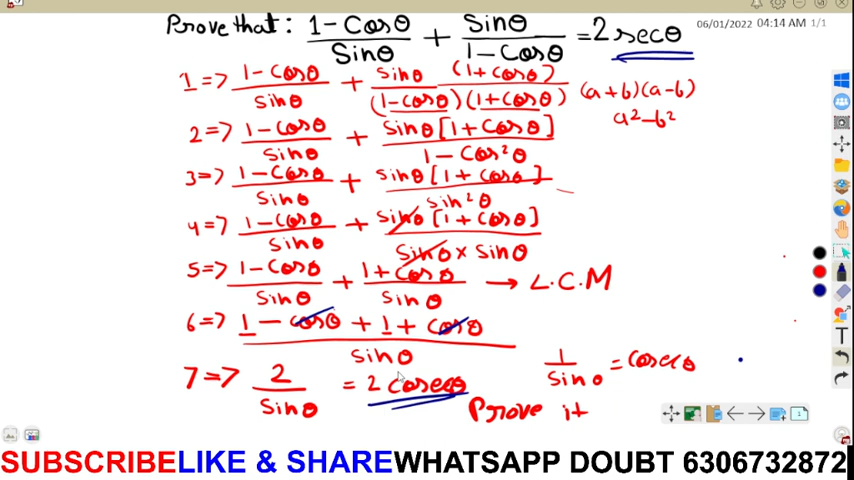 Prove that: (1-Cosθ)/Sinθ + Sinθ/(1-Cosθ) = 2 secθ
06/01/2022 04:14 AM 1/1
1 => (1-Cosθ)/sinθ + sinθ (1+Cosθ)/(1-Cosθ)(1+Cosθ)
(a+b)(a-b)
a²-b²
2 => (1-Cosθ)/sinθ + sinθ[1+Cosθ]/(1-Cos²θ)
3 => (1-Cosθ)/sinθ + sinθ[1+Cosθ]/sin²θ
4 => (1-Cosθ)/sinθ + sinθ[1+Cosθ]/(sinθ × sinθ)
5 => (1-Cosθ)/sinθ + (1+Cosθ)/sinθ → L.C.M
6 => (1-Cosθ+1+Cosθ)/sinθ
1/sinθ = cosecθ
7 => 2/sinθ = 2 cosecθ
Prove it
T
1
SUBSCRIBELIKE & SHAREWHATSAPP DOUBT 6306732872